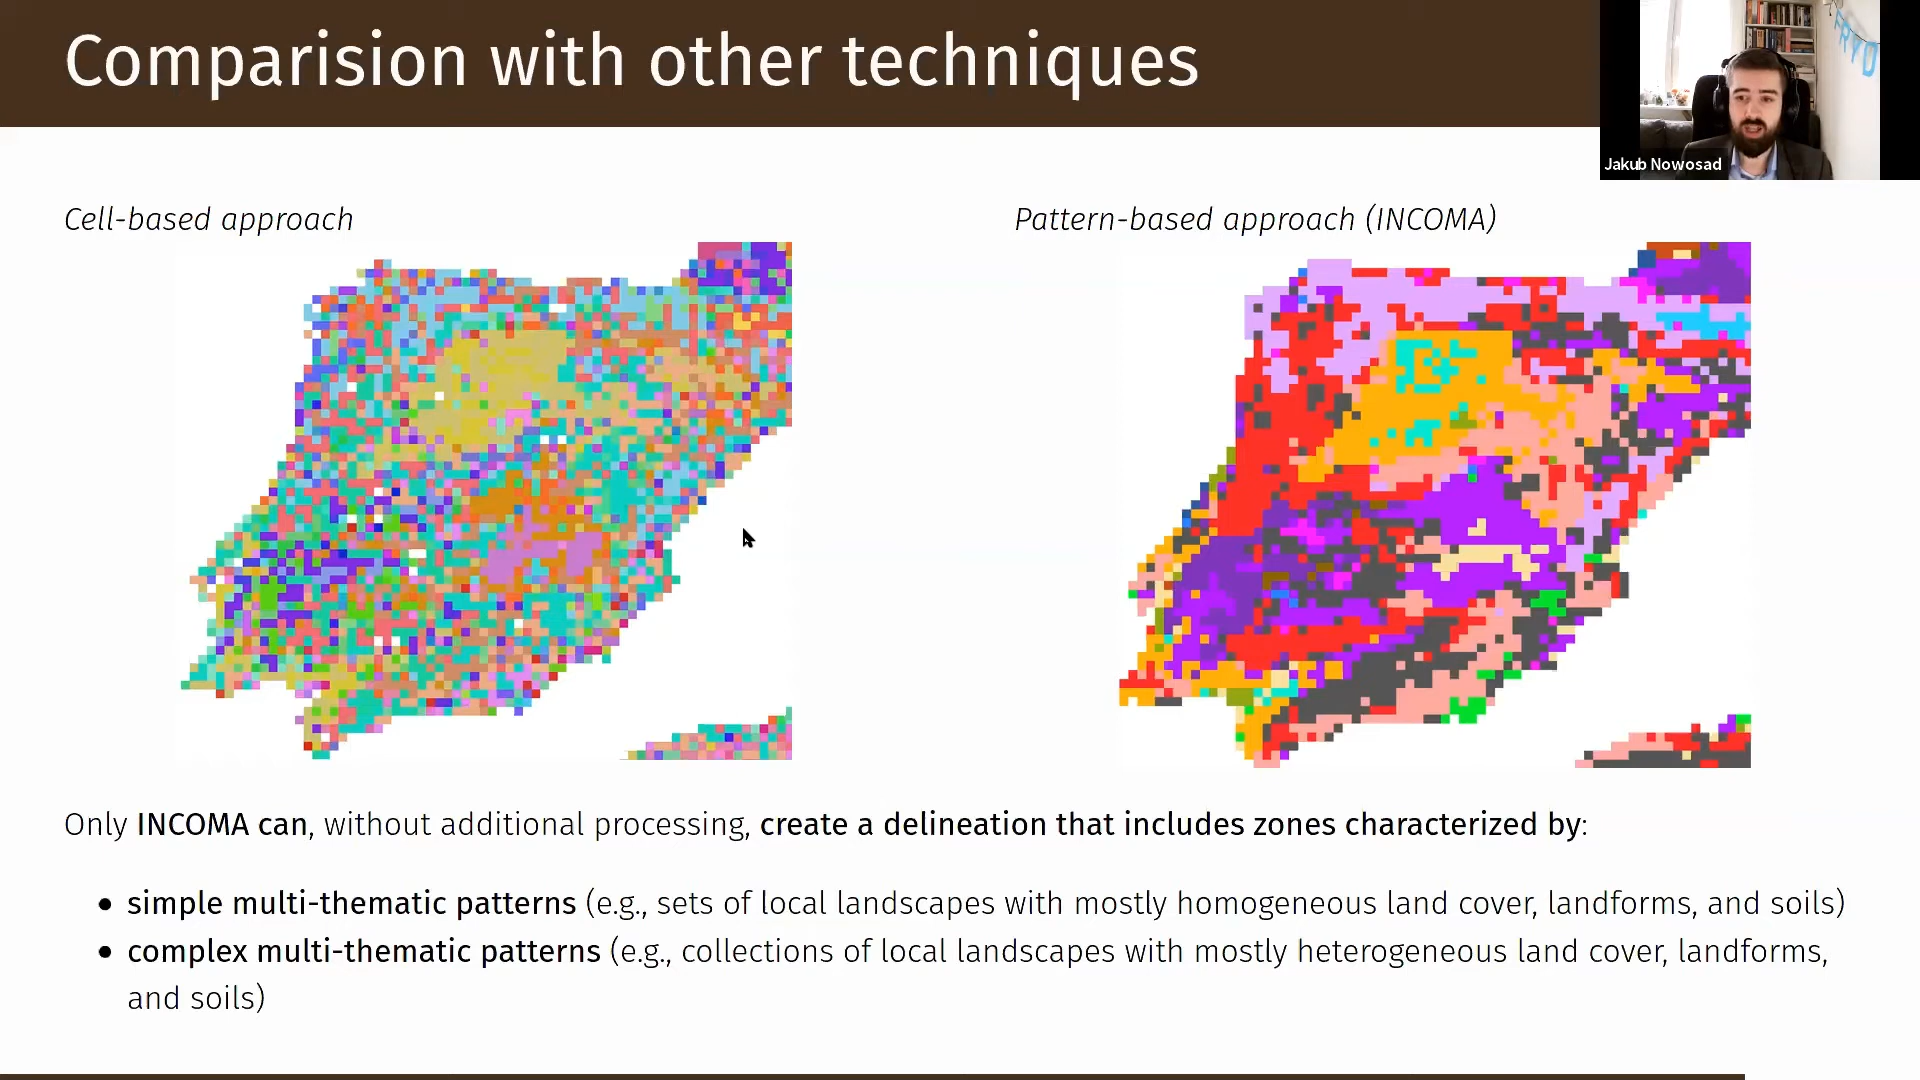 Comparision with other techniques
FRYD
Jakub Nowosad
Cell-based approach
Pattern-based approach (INCOMA)
Only INCOMA can, without additional processing, create a delineation that includes zones characterized by:
• simple multi-thematic patterns (e.g., sets of local landscapes with mostly homogeneous land cover, landforms, and soils)
• complex multi-thematic patterns (e.g., collections of local landscapes with mostly heterogeneous land cover, landforms,
and soils)